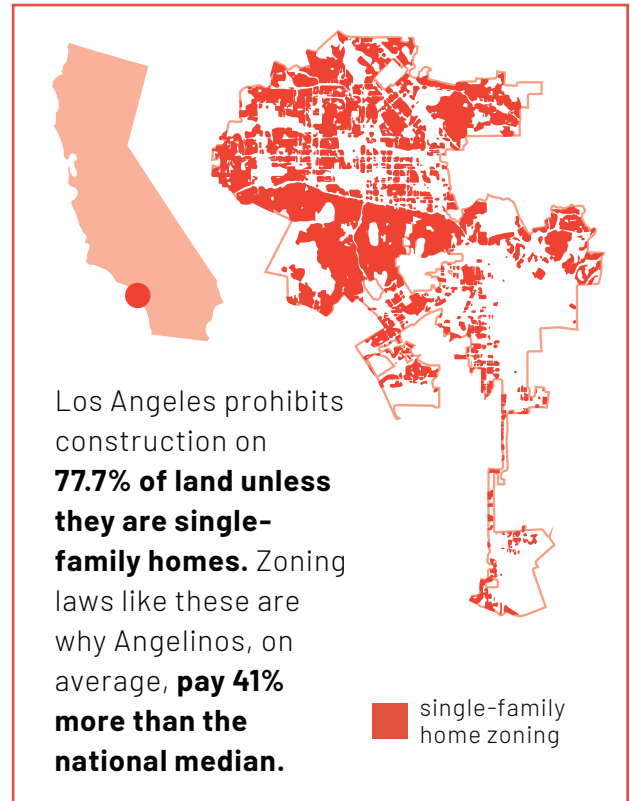 Los Angeles prohibits
construction on
77.7% of land unless
they are single-
family homes. Zoning
laws like these are
why Angelinos, on
average, pay 41%
more than the
national median.
single-family
home zoning